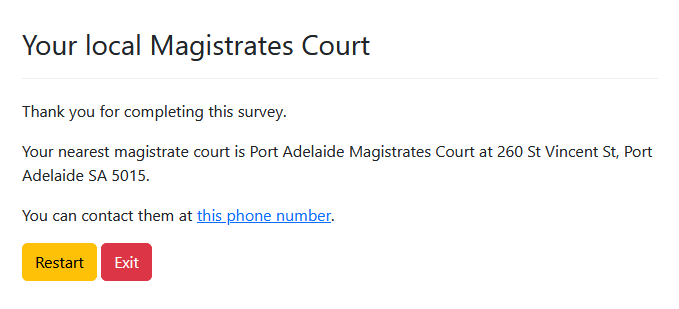 Your local Magistrates Court
Thank you for completing this survey.
Your nearest magistrate court is Port Adelaide Magistrates Court at 260 St Vincent St, Port
Adelaide SA 5015.
You can contact them at this phone number.
Restart Exit